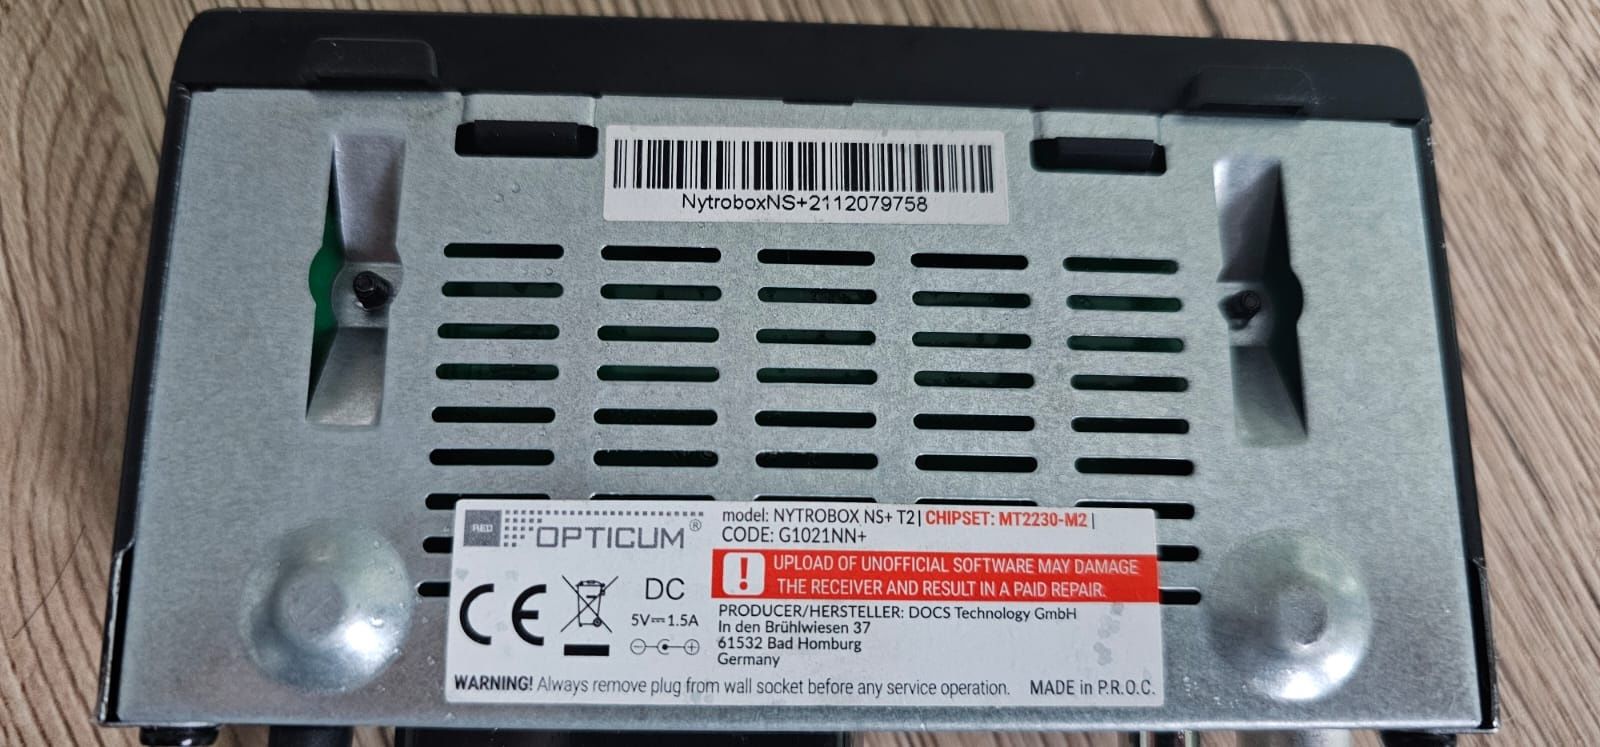 NytroboxNS+2112079758
RED OPTICUM®
model: NYTROBOX NS+ T2 | CHIPSET: MT2230-M2 |
CODE: G1021NN+
! UPLOAD OF UNOFFICIAL SOFTWARE MAY DAMAGE
THE RECEIVER AND RESULT IN A PAID REPAIR.
CE
DC
5V⎓1.5A
PRODUCER/HERSTELLER: DOCS Technology GmbH
In den Brühlwiesen 37
61532 Bad Homburg
Germany
WARNING! Always remove plug from wall socket before any service operation. MADE in P.R.O.C.